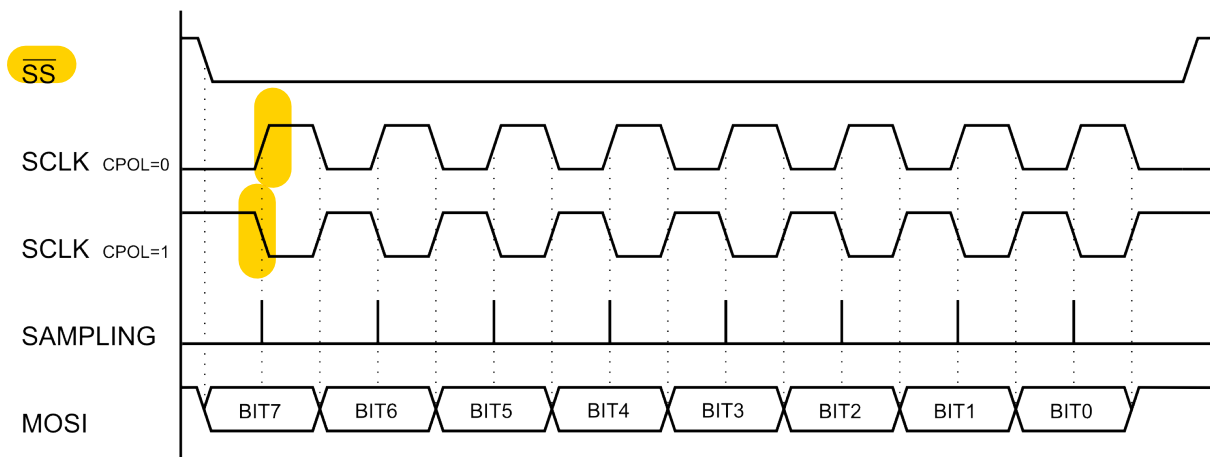 SS
SCLK CPOL=0
SCLK CPOL=1
SAMPLING
MOSI BIT7 BIT6 BIT5 BIT4 BIT3 BIT2 BIT1 BIT0